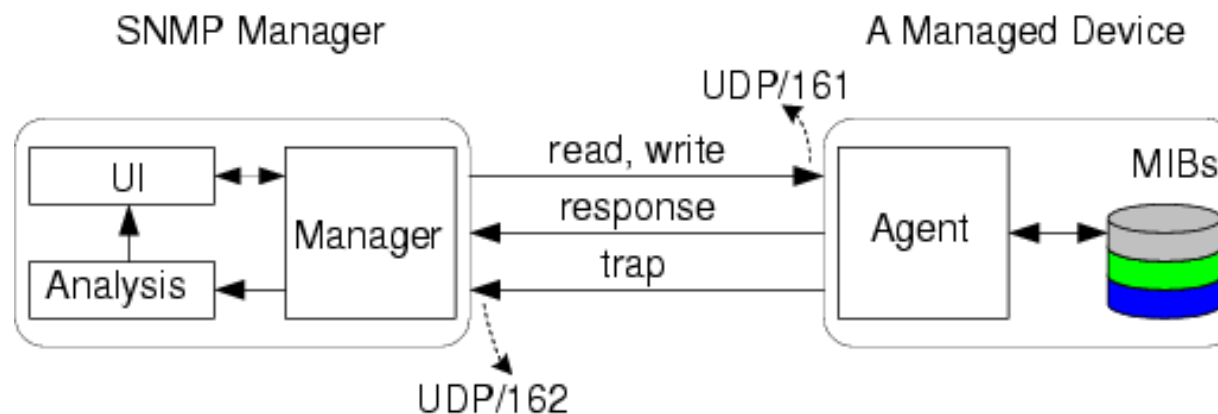 SNMP Manager
A Managed Device
UDP/161
UI
Manager
Analysis
read, write
response
trap
Agent
MIBs
UDP/162